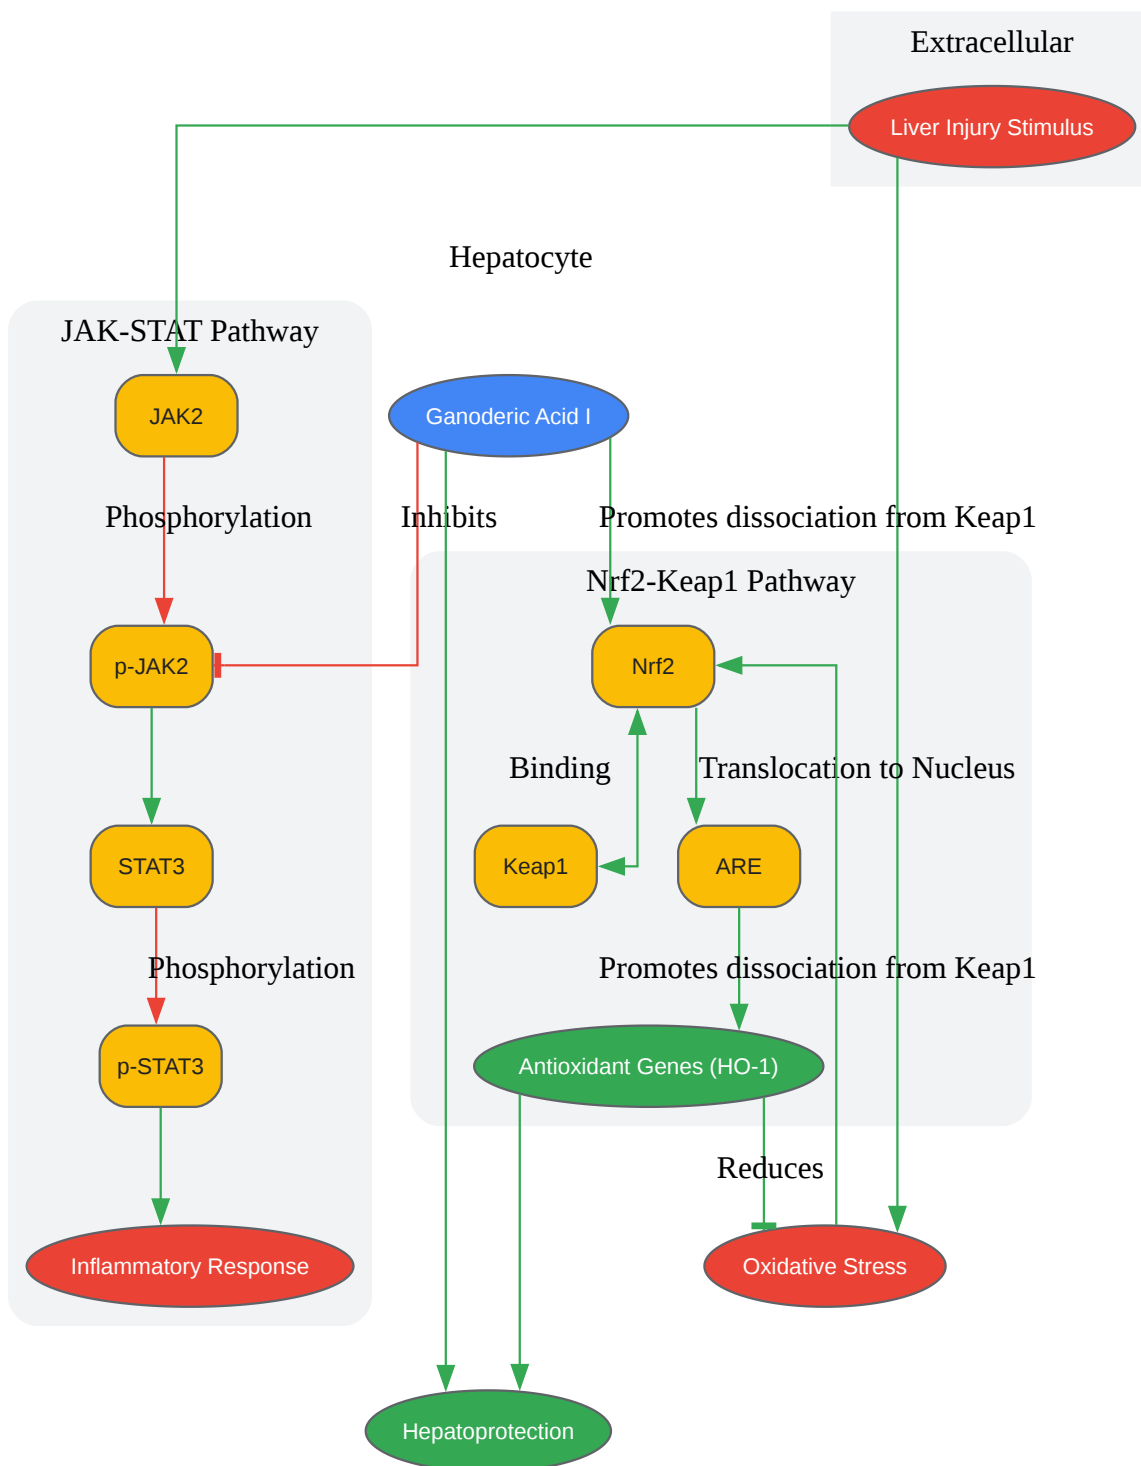 Extracellular
Liver Injury Stimulus
Hepatocyte
JAK-STAT Pathway
JAK2
Ganoderic Acid I
Phosphorylation
Inhibits
Promotes dissociation from Keap1
Nrf2-Keap1 Pathway
p-JAK2
Nrf2
Binding
Translocation to Nucleus
STAT3
Keap1
ARE
Phosphorylation
Promotes dissociation from Keap1
p-STAT3
Antioxidant Genes (HO-1)
Reduces
Inflammatory Response
Oxidative Stress
Hepatoprotection